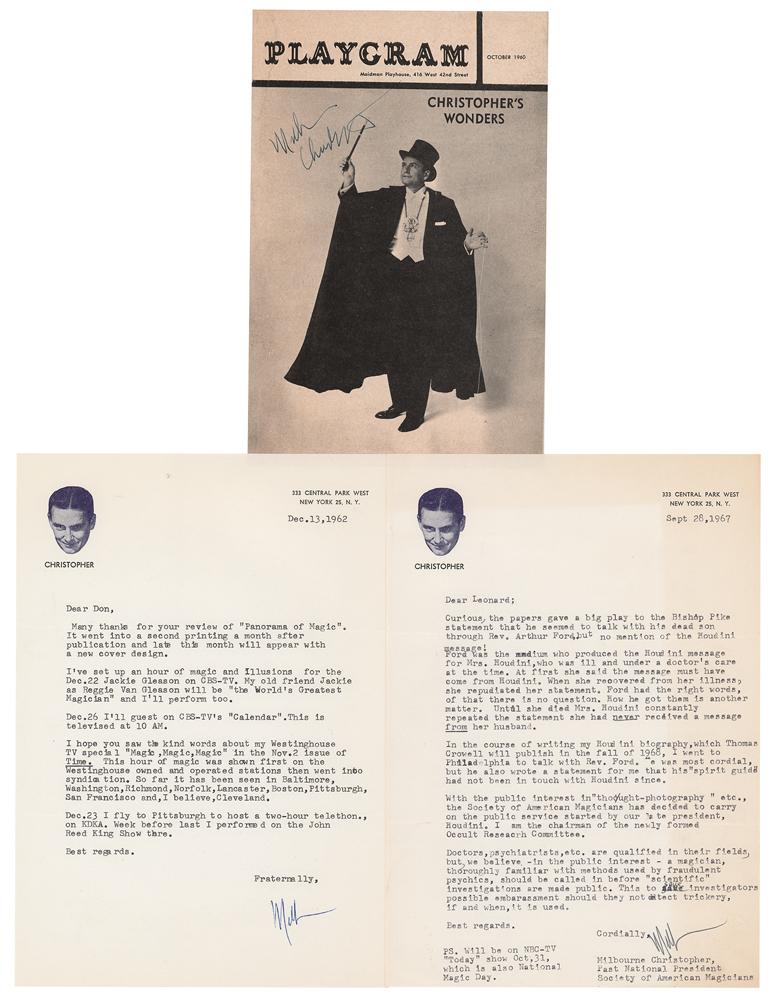 PLAYGRAM
OCTOBER 1960
Maidman Playhouse, 416 West 42nd Street
CHRISTOPHER'S
WONDERS
Milb
Christ
333 CENTRAL PARK WEST
NEW YORK 25, N. Y.
Dec.13,1962
CHRISTOPHER
Dear Don,
Many thanks for your review of "Panorama of Magic".
It went into a second printing a month after
publication and late this month will appear with
a new cover design.
I've set up an hour of magic and Illusions for the
Dec.22 Jackie Gleason on CBS-TV. My old friend Jackie
as Reggie Van Gleason will be "the World's Greatest
Magician" and I'll perform too.
Dec.26 I'll guest on CBS-TV's "Calendar".This is
televised at 10 AM.
I hope you saw the kind words about my Westinghouse
TV special "Magic,Magic,Magic" in the Nov.2 issue of
Time. This hour of magic was shown first on the
Westinghouse owned and operated stations then went into
syndication. So far it has been seen in Baltimore,
Washington,Richmond,Norfolk,Lancaster,Boston,Pittsburgh,
San Francisco and,I believe,Cleveland.
Dec.23 I fly to Pittsburgh to host a two-hour telethon.,
on KDKA. Week before last I performed on the John
Reed King Show thre.
Best regards.
Fraternally,
Milb
333 CENTRAL PARK WEST
NEW YORK 25, N. Y.
Sept 28,1967
CHRISTOPHER
Dear Leonard;
Curious, the papers gave a big play to the Bishop Pike
statement that he seemed to talk with his dead son
through Rev. Arthur Ford,but no mention of the Houdini
message!
Ford was the medium who produced the Houdini message
for Mrs. Houdini,who was ill and under a doctor's care
at the time. At first she said the message must have
come from Houdini. When she recovered from her illness,
she repudiated her statement. Ford had the right words,
of that there is no question. How he got them is another
matter. Until she died Mrs. Houdini constantly
repeated the statement she had never received a message
from her husband.
In the course of writing my Houdini biography,which Thomas
Crowell will publish in the fall of 1968, I went to
Philadelphia to talk with Rev. Ford. "e was most cordial,
but he also wrote a statement for me that his"spirit guide
had not been in touch with Houdini since.
With the public interest in"thought-photography " etc.,
the Society of American Magicians has decided to carry
on the public service started by our late president,
Houdini. I am the chairman of the newly formed
Occult Reseacrh Committee.
Doctors,psychiatrists,etc. are qualified in their fields,
but,we believe -in the public interest - a magician,
thoroughly familiar with methods used by fraudulent
psychics, should be called in before "scientific"
investigations are made public. This to save investigators
possible embarassment should they not detect trickery,
if and when,it is used.
Best regards.
Cordially,
Milb
PS. Will be on NBC-TV
"Today" show Oct,31,
which is also National
Magic Day.
Milbourne Christopher,
Past National President
Society of American Magicians